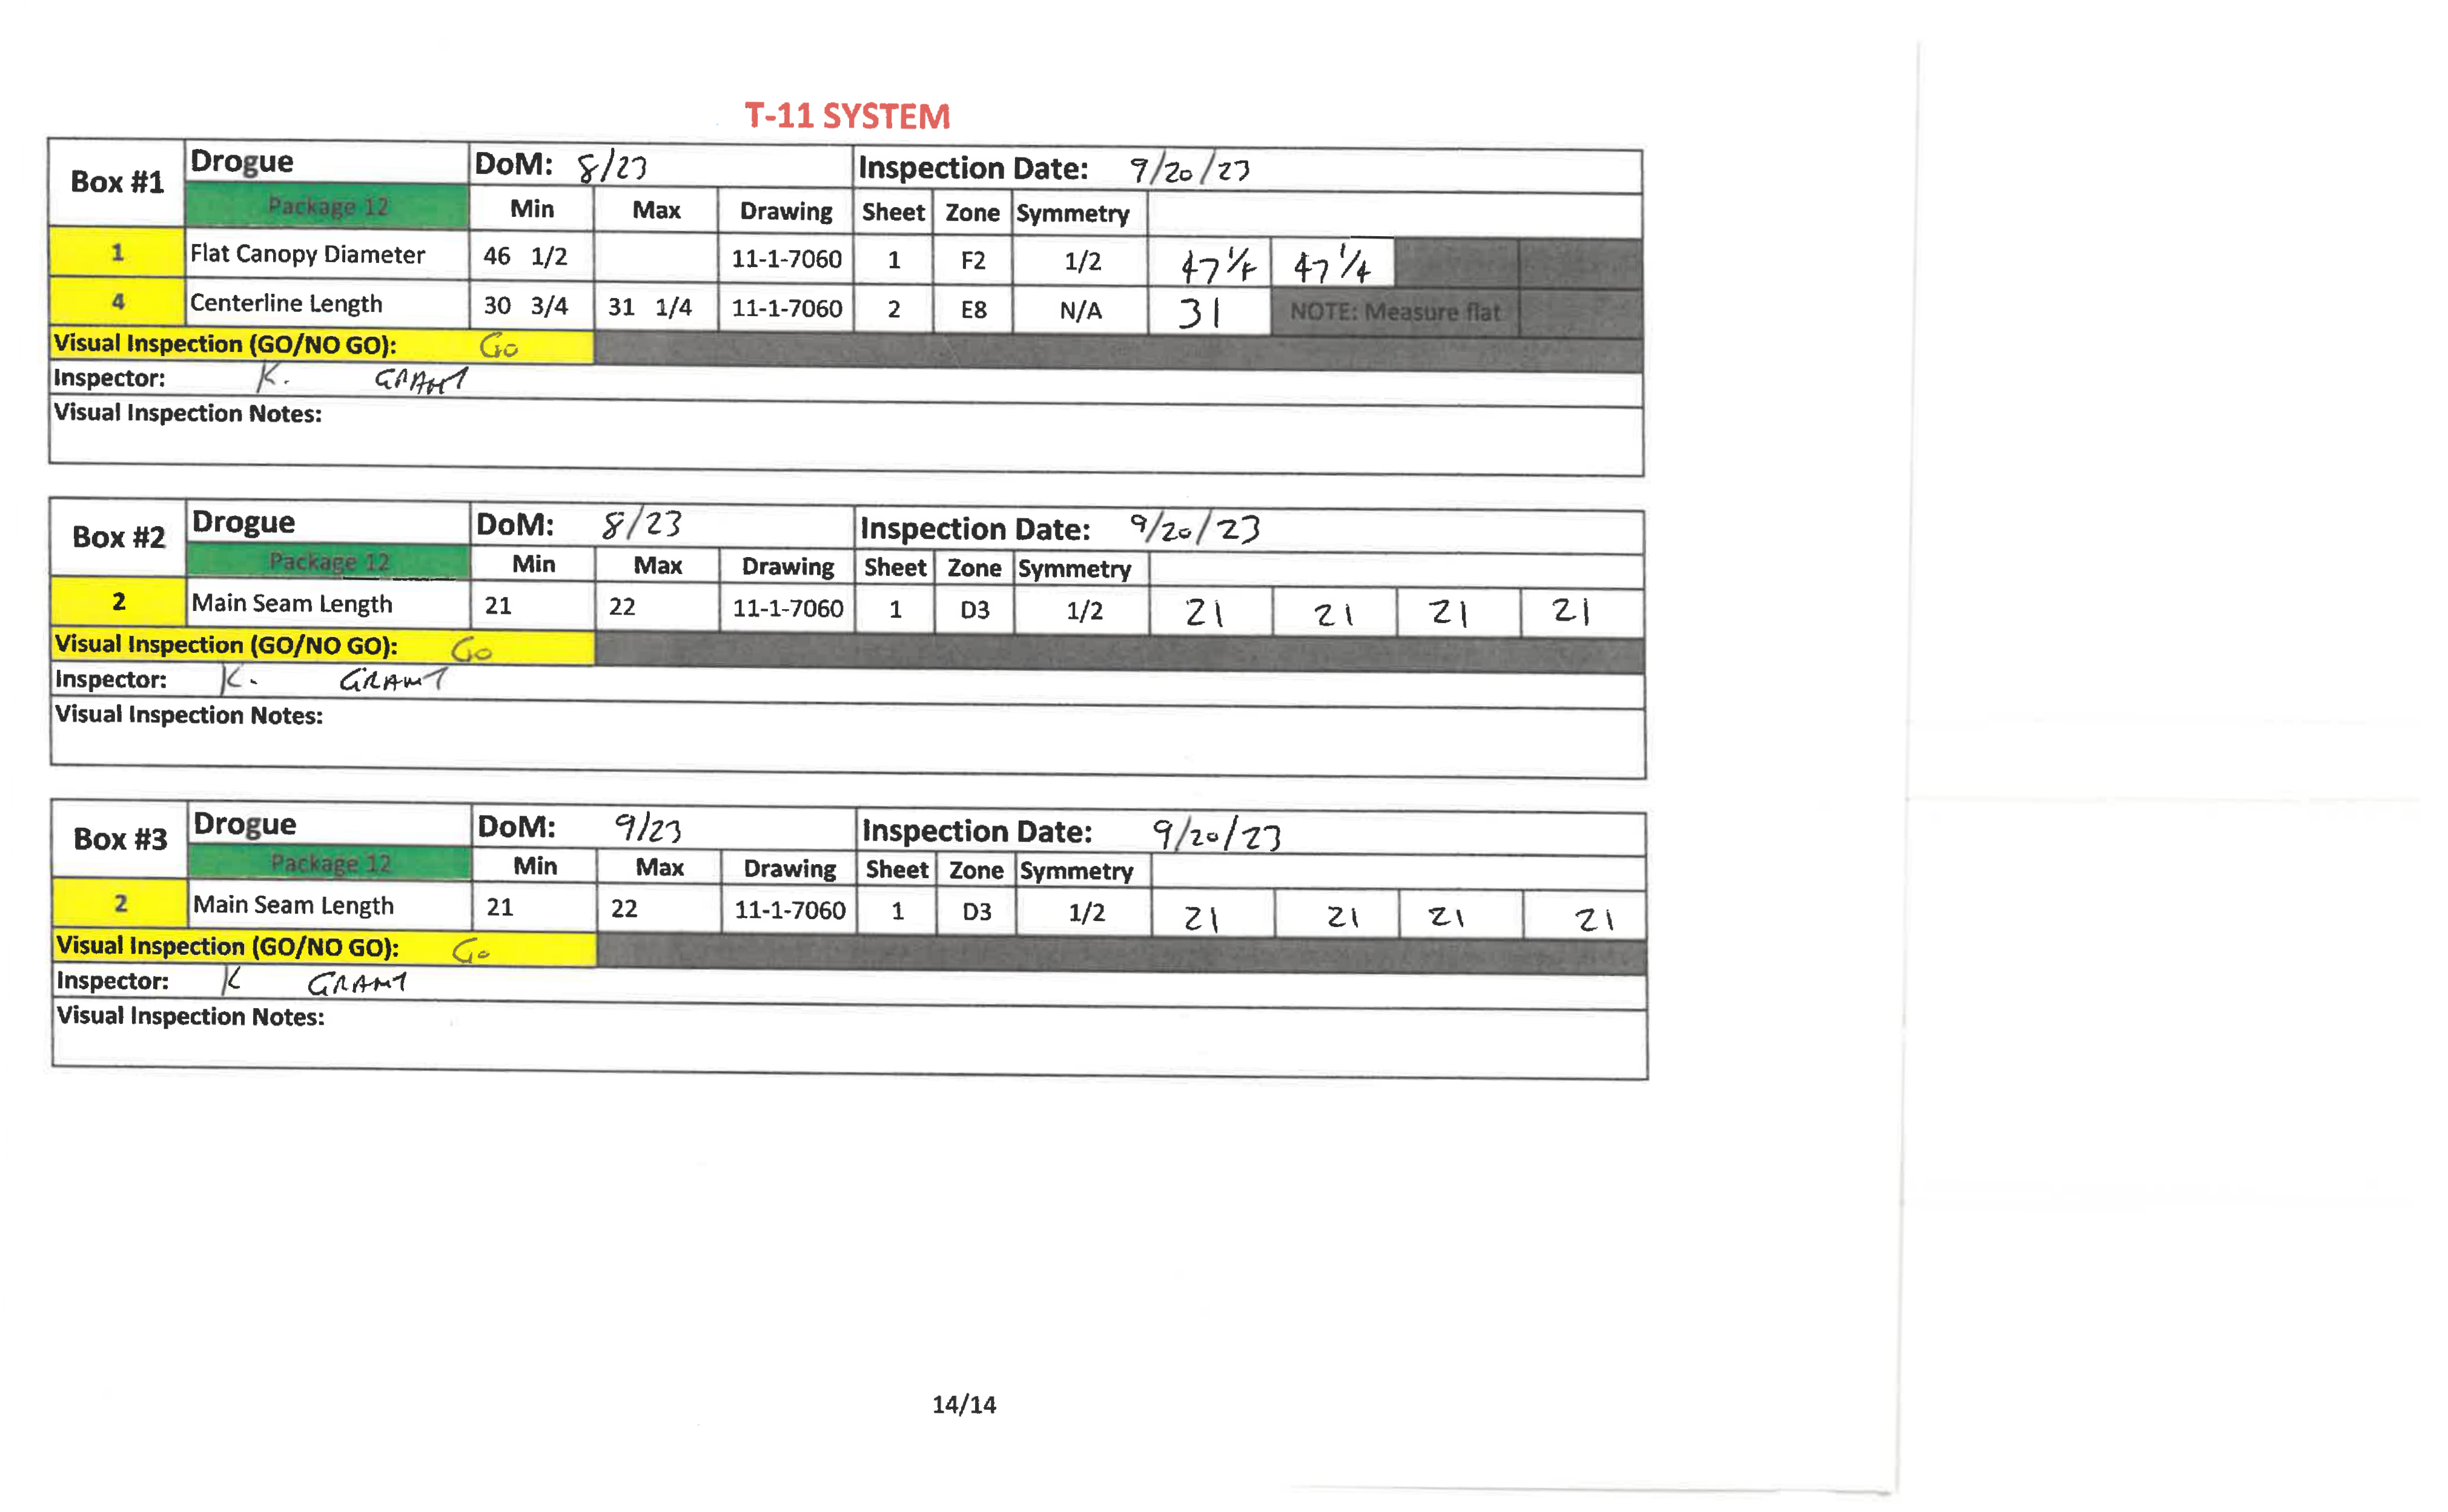 T-11 SYSTEM
Box #1 Drogue DoM: 8/23 Inspection Date: 9/20/23
Package 12 Min Max Drawing Sheet Zone Symmetry
1 Flat Canopy Diameter 46 1/2 11-1-7060 1 F2 1/2 47 1/4 47 1/4
4 Centerline Length 30 3/4 31 1/4 11-1-7060 2 E8 N/A 31 NOTE: Measure flat
Visual Inspection (GO/NO GO): Go
Inspector: K. GRANT
Visual Inspection Notes:
Box #2 Drogue DoM: 8/23 Inspection Date: 9/20/23
Package 12 Min Max Drawing Sheet Zone Symmetry
2 Main Seam Length 21 22 11-1-7060 1 D3 1/2 21 21 21 21
Visual Inspection (GO/NO GO): Go
Inspector: K. GRANT
Visual Inspection Notes:
Box #3 Drogue DoM: 9/23 Inspection Date: 9/20/23
Package 12 Min Max Drawing Sheet Zone Symmetry
2 Main Seam Length 21 22 11-1-7060 1 D3 1/2 21 21 21 21
Visual Inspection (GO/NO GO): Go
Inspector: K GRANT
Visual Inspection Notes:
14/14